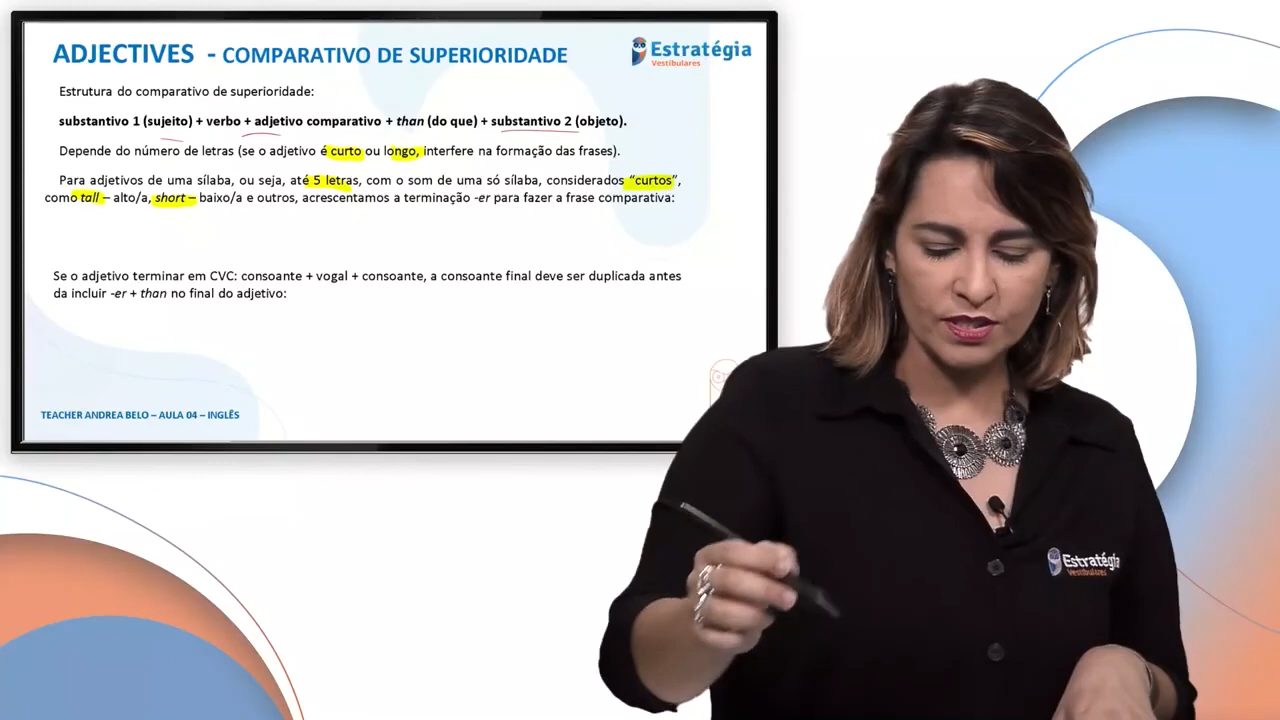 ADJECTIVES - COMPARATIVO DE SUPERIORIDADE
Estratégia
Vestibulares
Estrutura do comparativo de superioridade:
substantivo 1 (sujeito) + verbo + adjetivo comparativo + than (do que) + substantivo 2 (objeto).
Depende do número de letras (se o adjetivo é curto ou longo, interfere na formação das frases).
Para adjetivos de uma sílaba, ou seja, até 5 letras, com o som de uma só sílaba, considerados “curtos”,
como tall – alto/a, short – baixo/a e outros, acrescentamos a terminação -er para fazer a frase comparativa:
Se o adjetivo terminar em CVC: consoante + vogal + consoante, a consoante final deve ser duplicada antes
da incluir -er + than no final do adjetivo:
TEACHER ANDREA BELO – AULA 04 – INGLÊS
Estratégia
Vestibulares